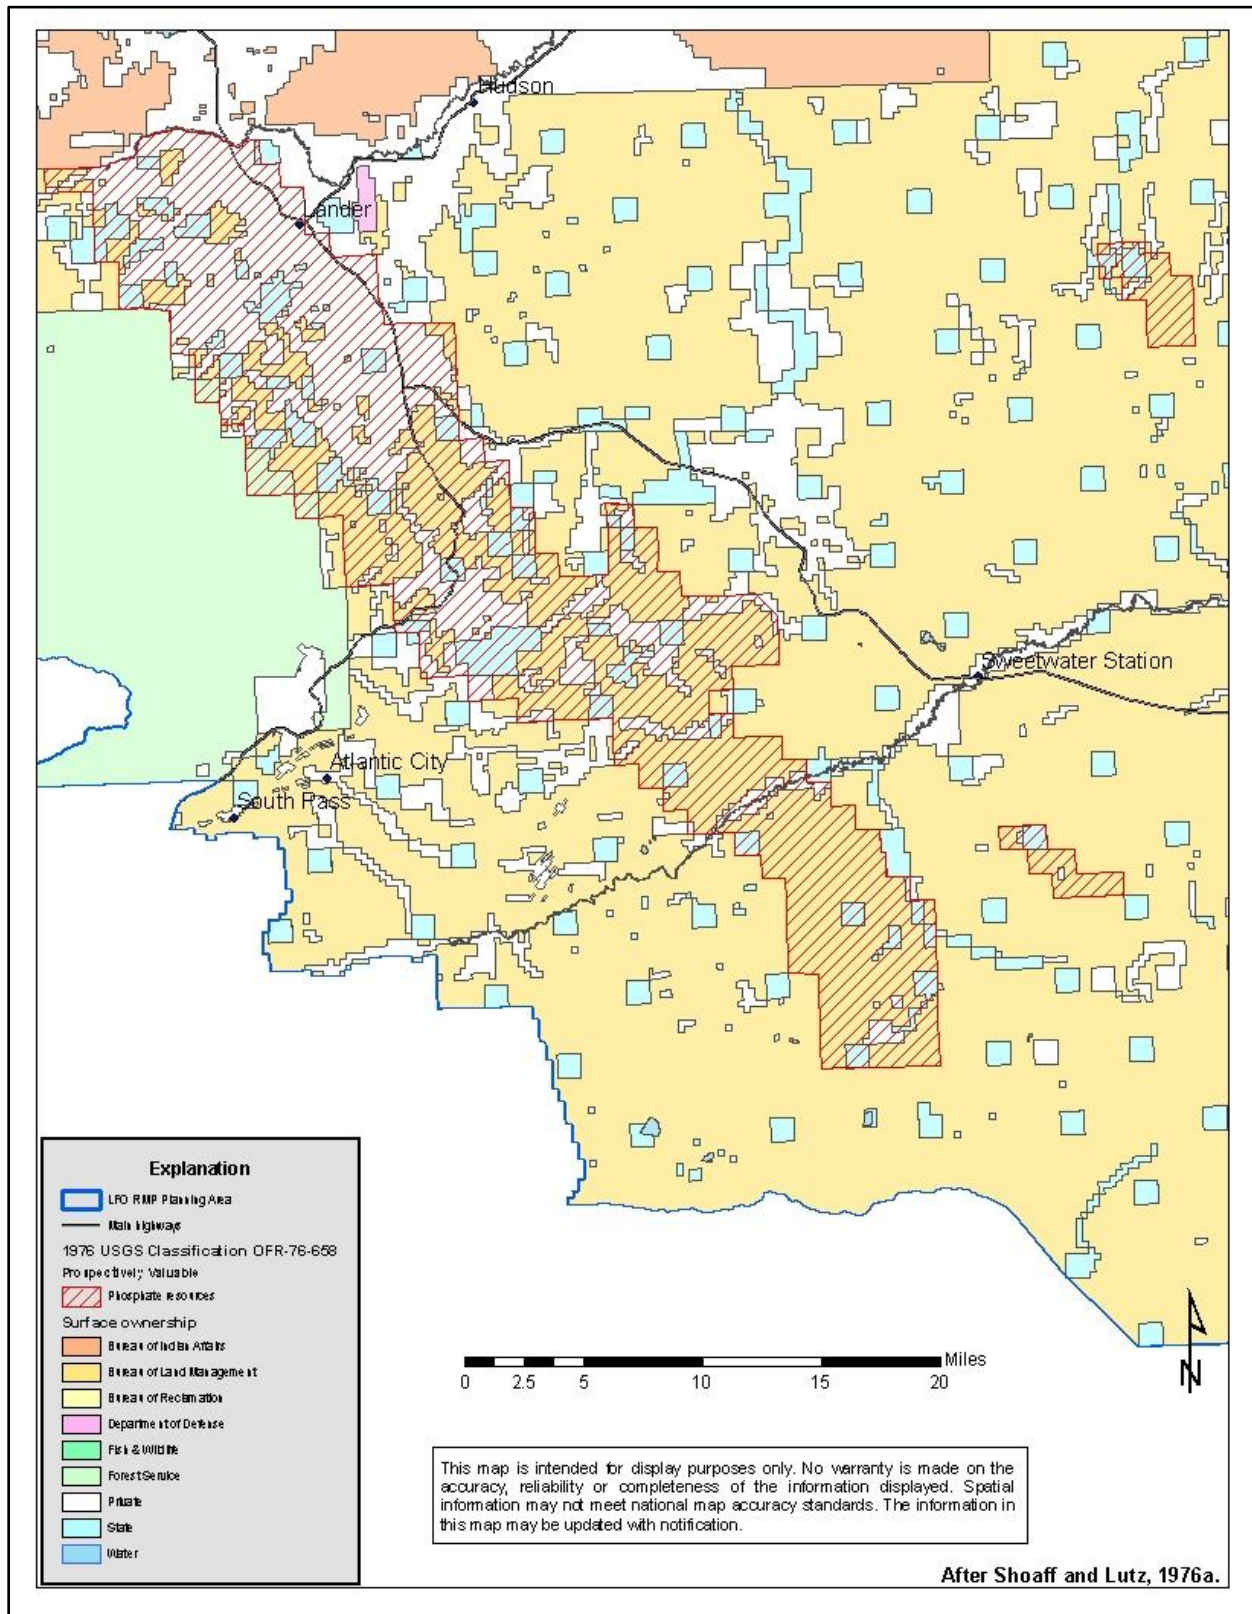 Hudson
Lander
Sweetwater Station
Atlantic City
South Pass
Explanation
LFO RMP Planning Area
Main highways
1976 USGS Classification OFR-76-658
Prospectively Valuable
Phosphate resources
Surface ownership
Bureau of Indian Affairs
Bureau of Land Management
Bureau of Reclamation
Department of Defense
Fish & Wildlife
Forest Service
Private
State
Water
Miles
0 2.5 5 10 15 20
N
This map is intended for display purposes only. No warranty is made on the
accuracy, reliability or completeness of the information displayed. Spatial
information may not meet national map accuracy standards. The information in
this map may be updated with notification.
After Shoaff and Lutz, 1976a.